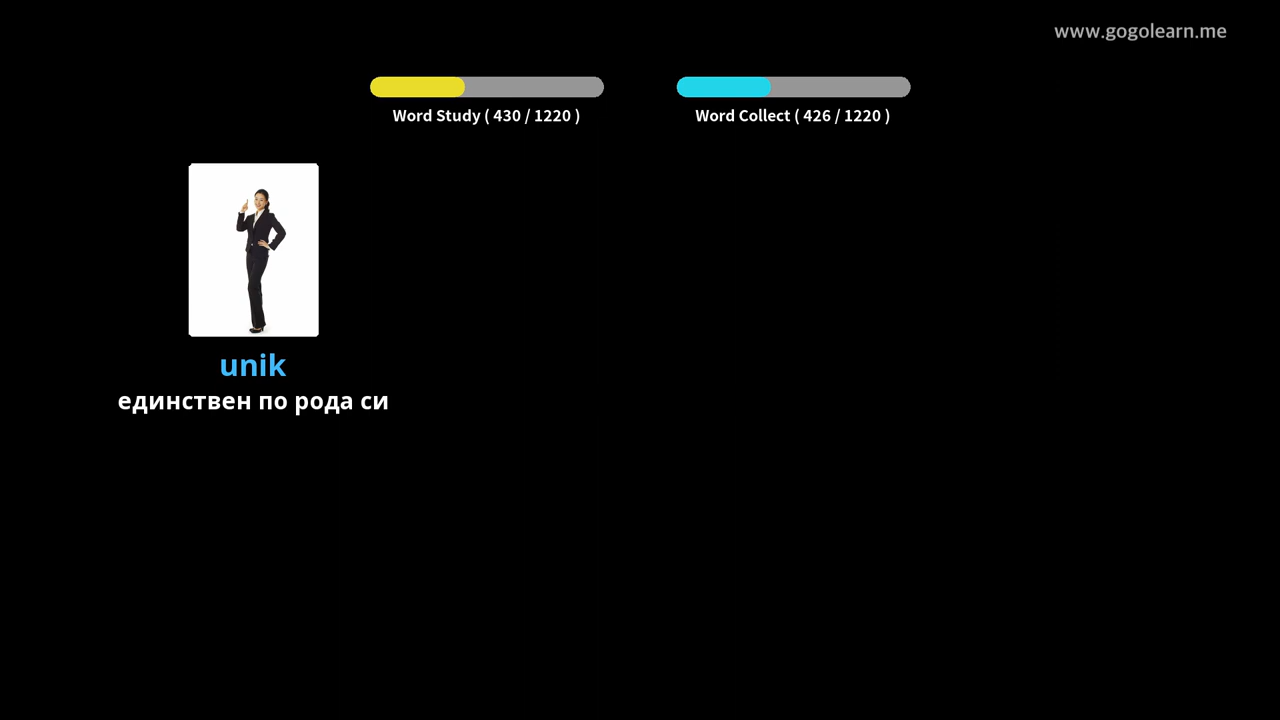 www.gogolearn.me
Word Study ( 430 / 1220 )
Word Collect ( 426 / 1220 )
unik
единствен по рода си